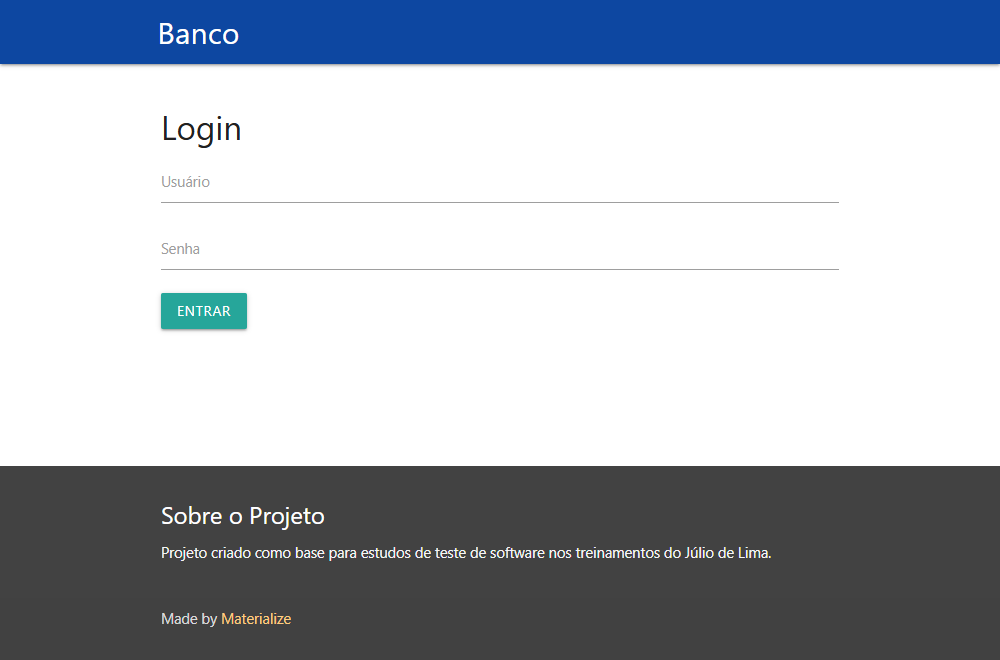 Banco
Login
Usuário
Senha
ENTRAR
Sobre o Projeto
Projeto criado como base para estudos de teste de software nos treinamentos do Júlio de Lima.
Made by Materialize